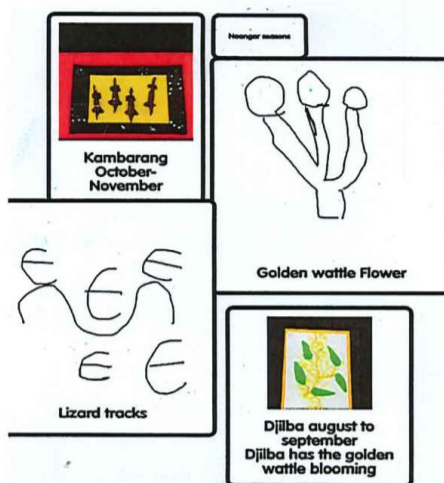 Noongar seasons
Kambarang
October-
November
Golden wattle Flower
Lizard tracks
Djilba august to
september
Djilba has the golden
wattle blooming